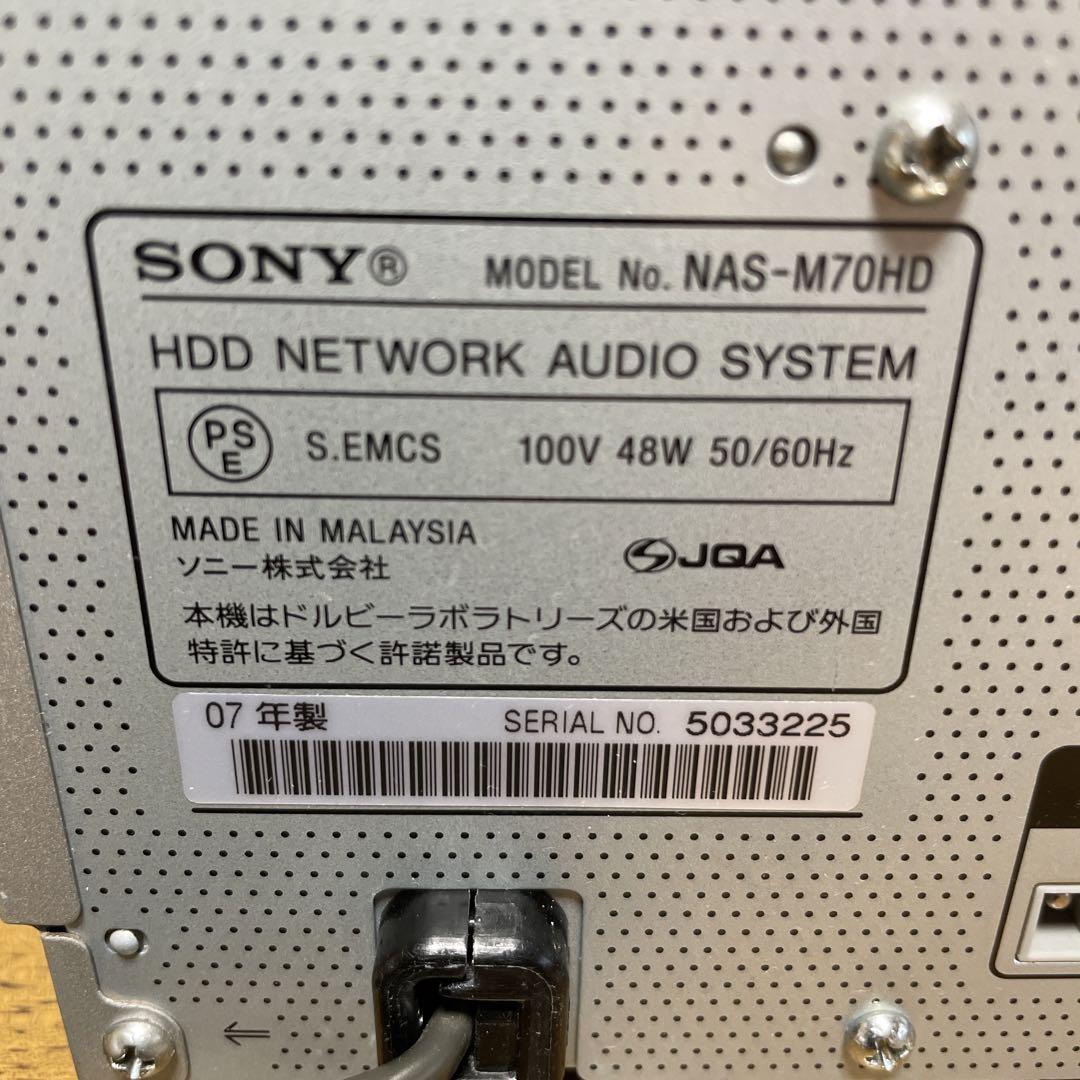 SONY® MODEL No. NAS-M70HD
HDD NETWORK AUDIO SYSTEM
PSE S.EMCS 100V 48W 50/60Hz
MADE IN MALAYSIA
ソニー株式会社 JQA
本機はドルビーラボラトリーズの米国および外国
特許に基づく許諾製品です。
07年製 SERIAL NO. 5033225